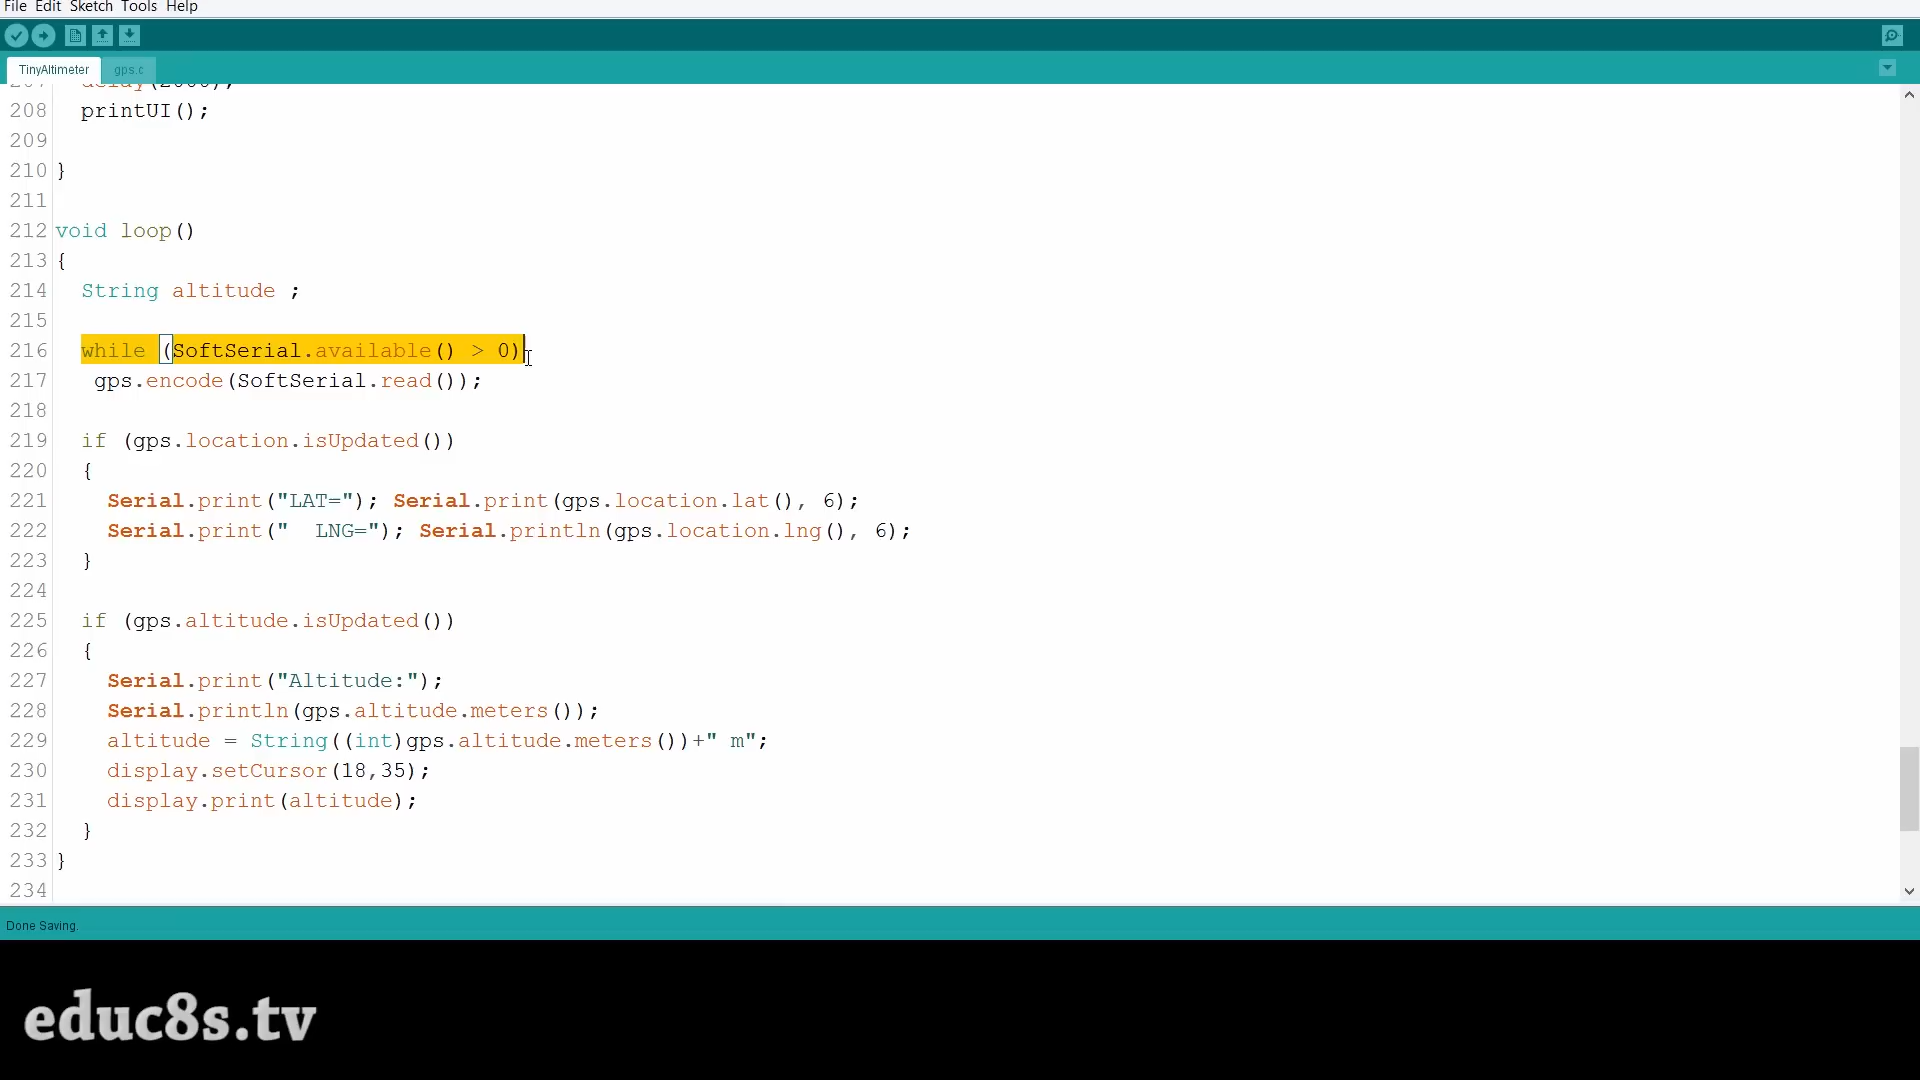 File Edit Sketch Tools Help
TinyAltimeter gps.c
207 delay(2000);
208 printUI();
209
210 }
211
212 void loop()
213 {
214 String altitude ;
215
216 while (SoftSerial.available() > 0)
217 gps.encode(SoftSerial.read());
218
219 if (gps.location.isUpdated())
220 {
221 Serial.print("LAT="); Serial.print(gps.location.lat(), 6);
222 Serial.print("  LNG="); Serial.println(gps.location.lng(), 6);
223 }
224
225 if (gps.altitude.isUpdated())
226 {
227 Serial.print("Altitude:");
228 Serial.println(gps.altitude.meters());
229 altitude = String((int)gps.altitude.meters())+" m";
230 display.setCursor(18,35);
231 display.print(altitude);
232 }
233 }
234
Done Saving.
educ8s.tv